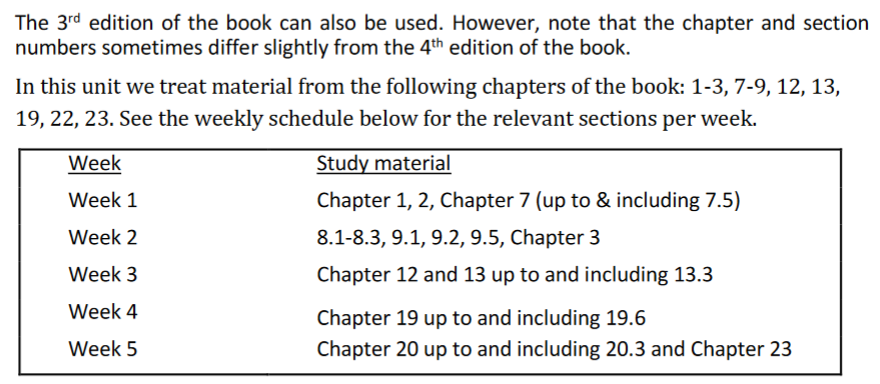 The 3rd edition of the book can also be used. However, note that the chapter and section
numbers sometimes differ slightly from the 4th edition of the book.
In this unit we treat material from the following chapters of the book: 1-3, 7-9, 12, 13,
19, 22, 23. See the weekly schedule below for the relevant sections per week.
Week Study material
Week 1 Chapter 1, 2, Chapter 7 (up to & including 7.5)
Week 2 8.1-8.3, 9.1, 9.2, 9.5, Chapter 3
Week 3 Chapter 12 and 13 up to and including 13.3
Week 4 Chapter 19 up to and including 19.6
Week 5 Chapter 20 up to and including 20.3 and Chapter 23